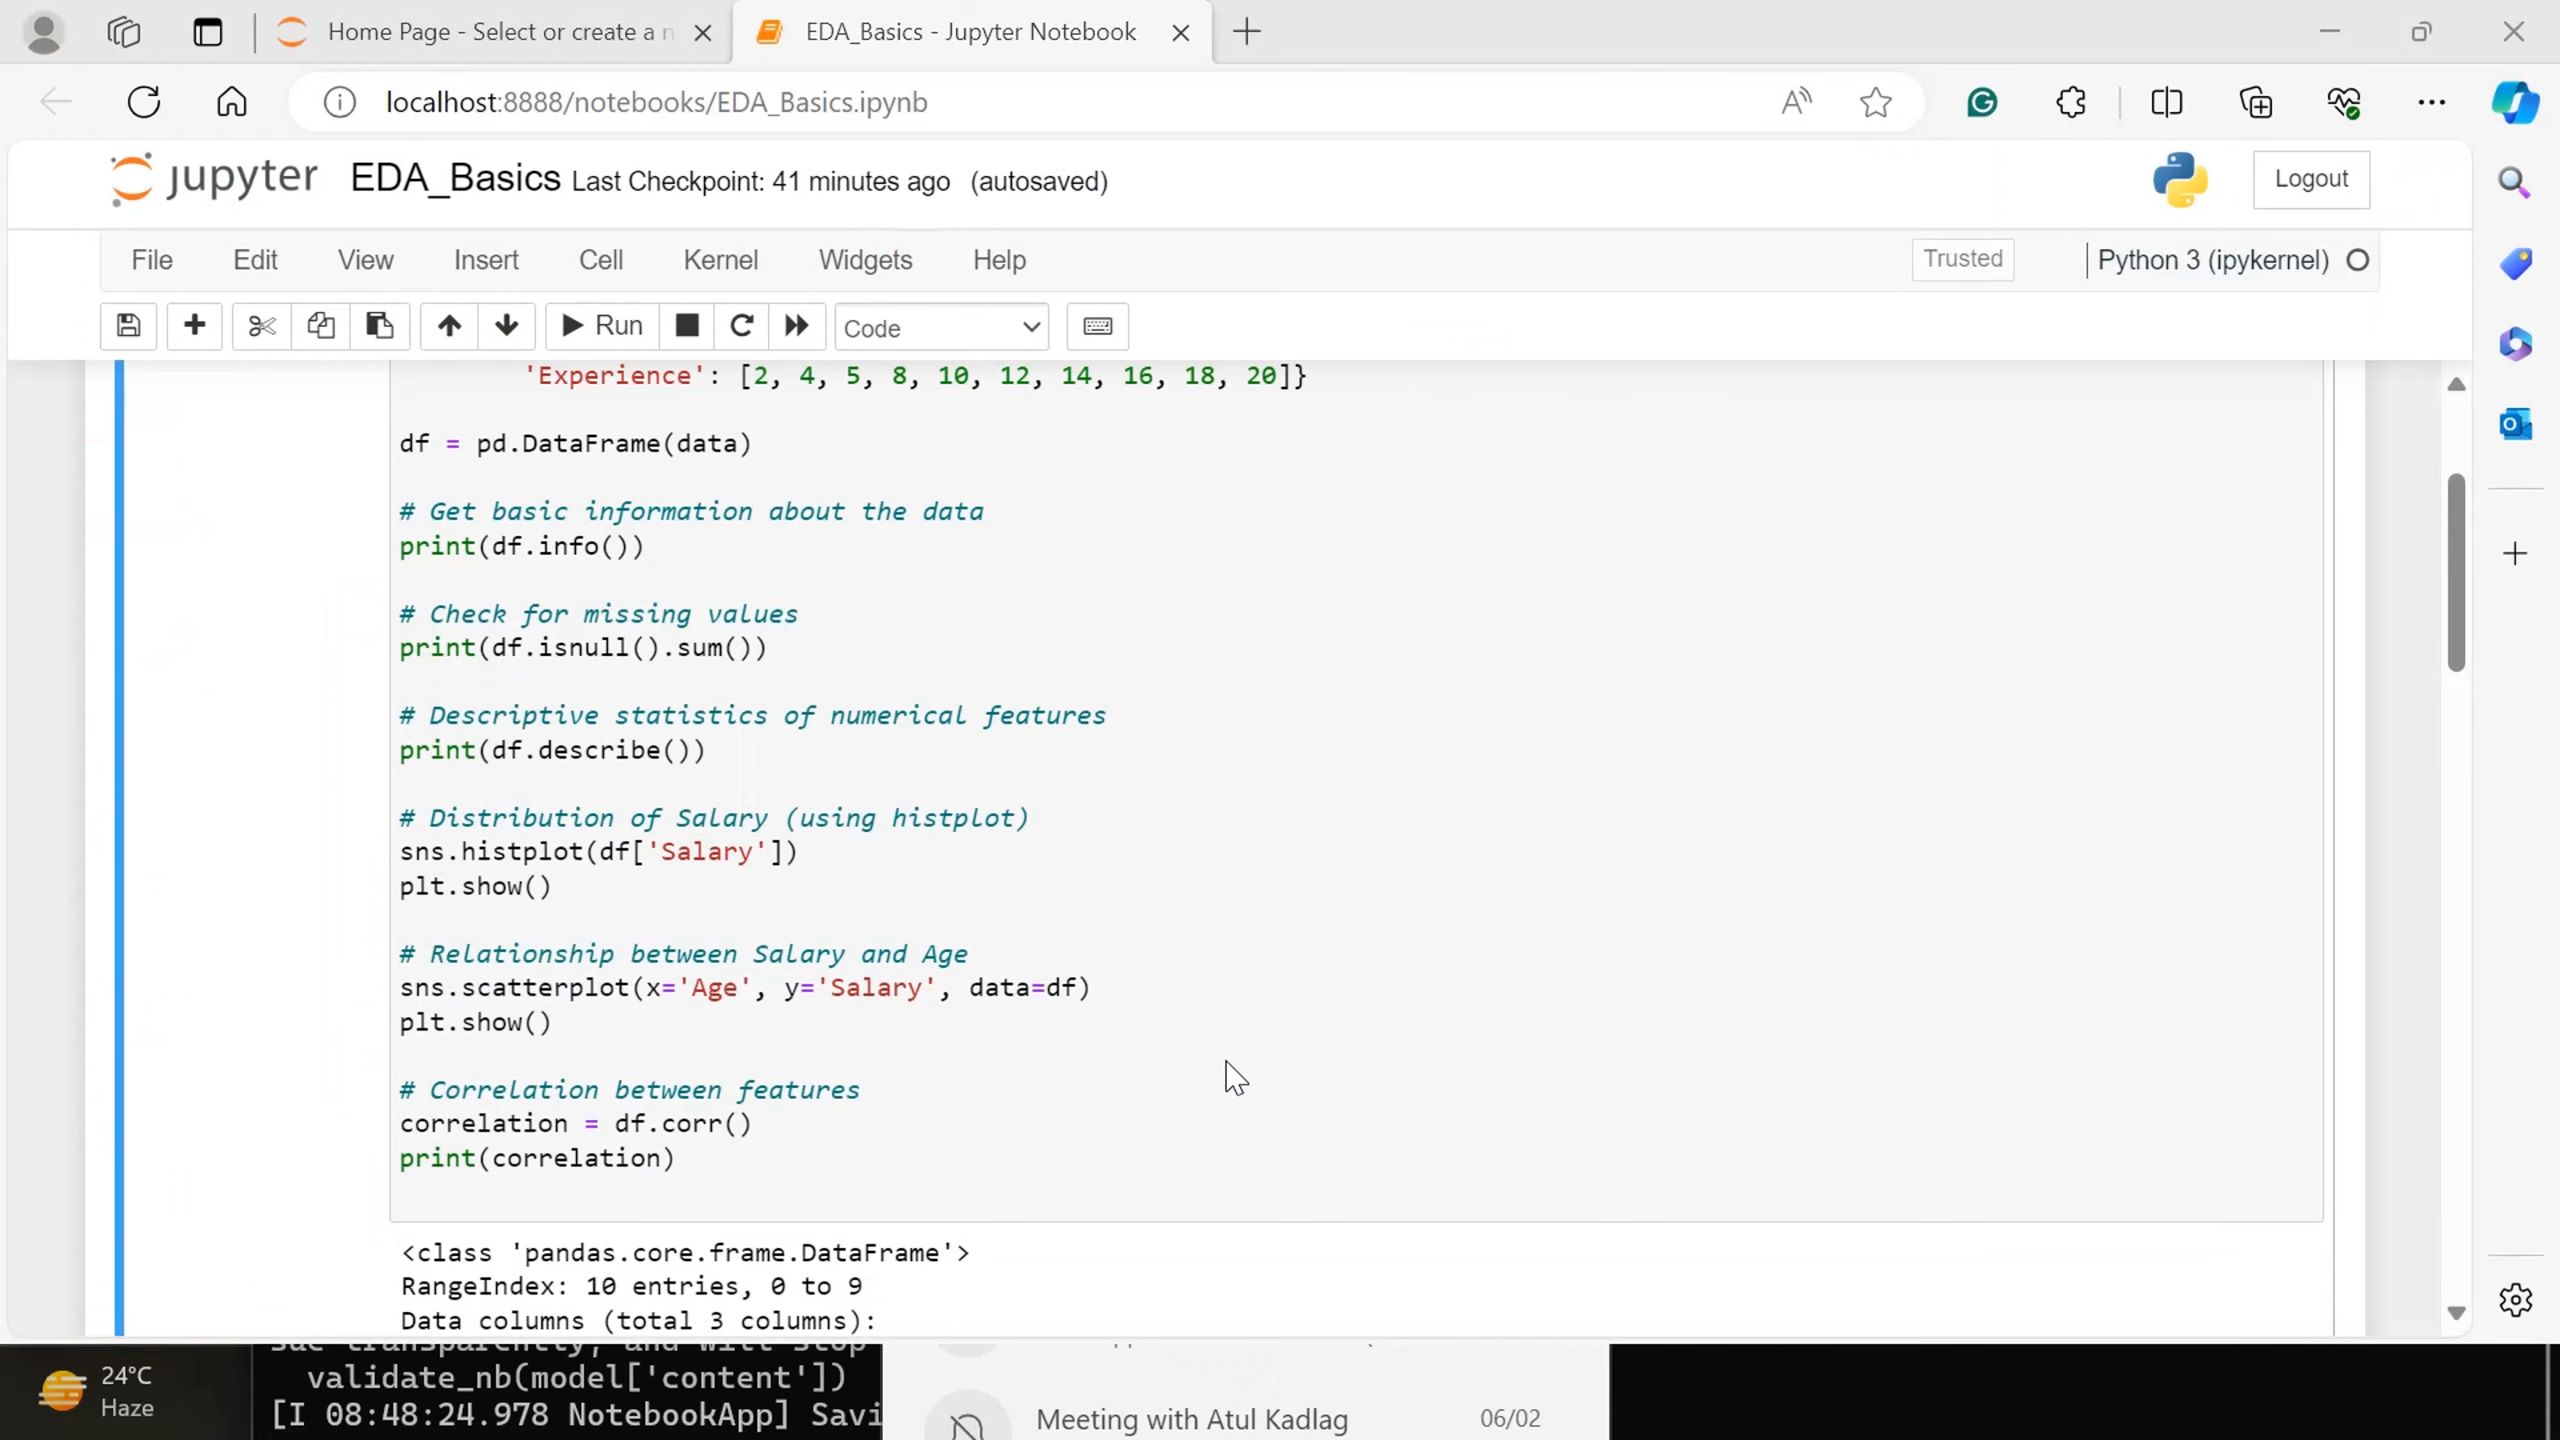 Home Page - Select or create a n
EDA_Basics - Jupyter Notebook
localhost:8888/notebooks/EDA_Basics.ipynb
jupyter EDA_Basics Last Checkpoint: 41 minutes ago (autosaved)
Logout
File Edit View Insert Cell Kernel Widgets Help
Trusted
Python 3 (ipykernel)
Run
Code
'Experience': [2, 4, 5, 8, 10, 12, 14, 16, 18, 20]}
df = pd.DataFrame(data)
# Get basic information about the data
print(df.info())
# Check for missing values
print(df.isnull().sum())
# Descriptive statistics of numerical features
print(df.describe())
# Distribution of Salary (using histplot)
sns.histplot(df['Salary'])
plt.show()
# Relationship between Salary and Age
sns.scatterplot(x='Age', y='Salary', data=df)
plt.show()
# Correlation between features
correlation = df.corr()
print(correlation)
<class 'pandas.core.frame.DataFrame'>
RangeIndex: 10 entries, 0 to 9
Data columns (total 3 columns):
24°C
Haze
transparently, and will stop
validate_nb(model['content'])
[I 08:48:24.978 NotebookApp] Savi
Meeting with Atul Kadlag
06/02